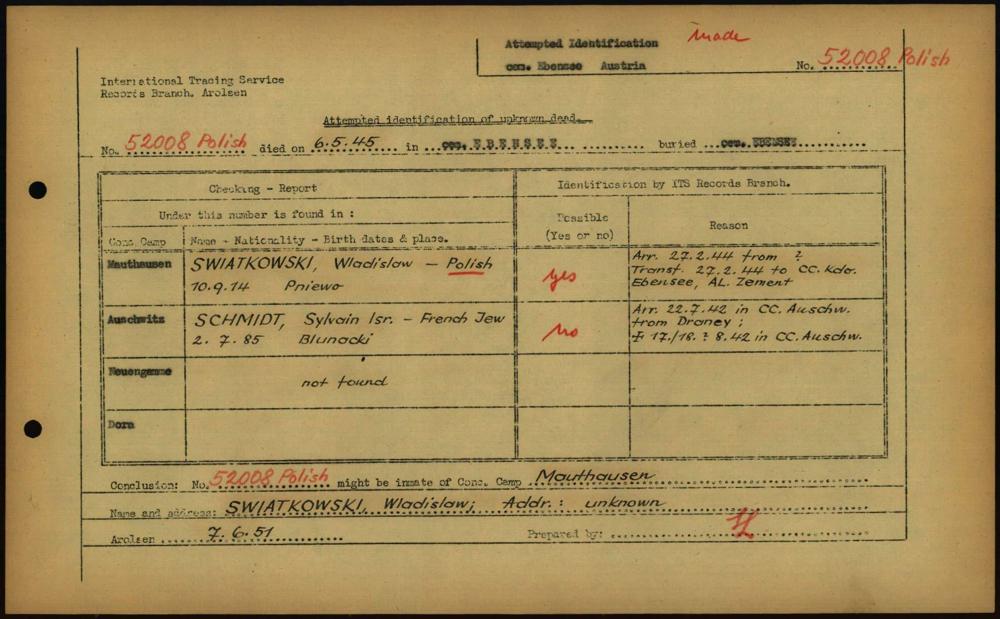 made
Attempted Identification
cem. Ebensee Austria
No. 52008 Polish
International Tracing Service
Records Branch, Arolsen
Attempted identification of unknown dead.
No. 52008 Polish died on 6.5.45 in cem. EBENSEE buried cem. EBENSEE
Checking - Report
Identification by ITS Records Branch.
Under this number is found in :
Possible
(Yes or no)
Reason
Conc. Camp
Name - Nationality - Birth dates & place.
Mauthausen
SWIATKOWSKI, Wladislaw - Polish
10.9.14 Pniewo
yes
Arr. 27.2.44 from ?
Transf. 27.2.44 to CC. kdo.
Ebensee, AL. Zement
Auschwitz
SCHMIDT, Sylvain Isr. - French Jew
2. 7. 85 Blunacki
No
Arr. 22.7.42 in CC. Auschw.
from Draney ;
± 17./18. ? 8.42 in CC. Auschw.
Neuengamme
not found
Dora
Conclusion: No. 52008 Polish might be inmate of Conc. Camp Mauthausen
Name and address: SWIATKOWSKI, Wladislaw; Addr.: unknown
Arolsen 7. 6. 51
Prepared by: